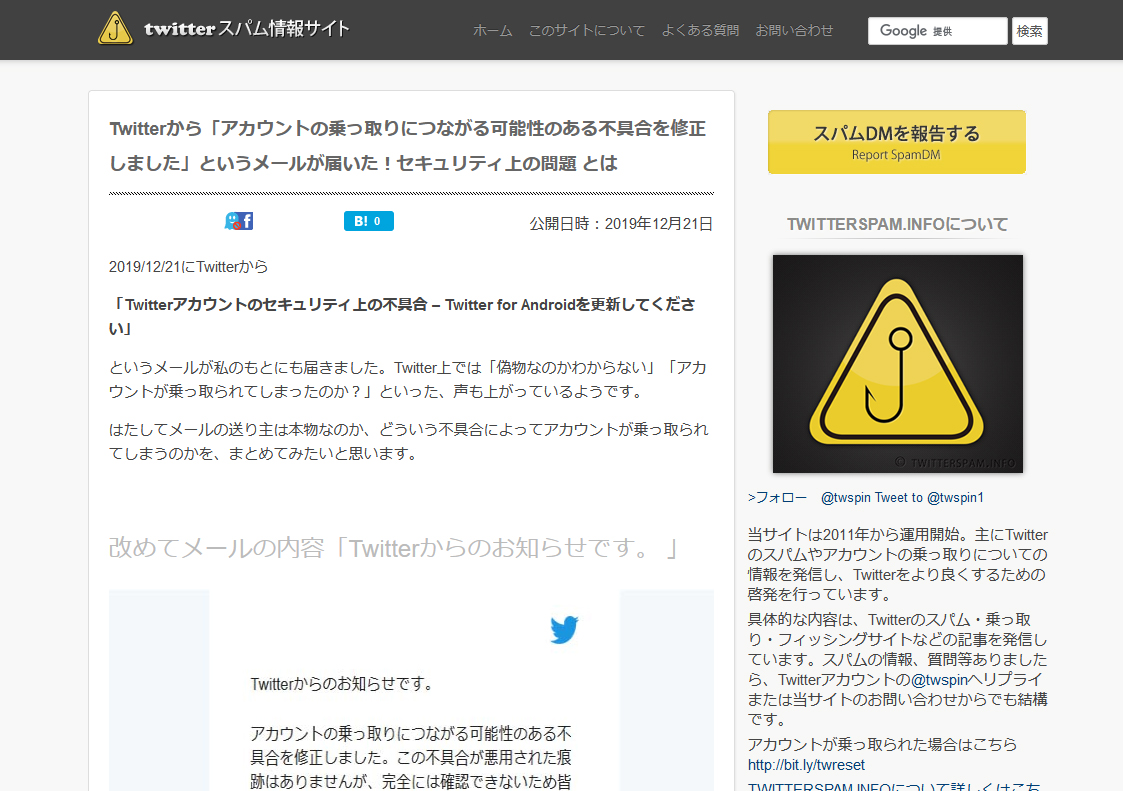 twitterスパム情報サイト
ホーム このサイトについて よくある質問 お問い合わせ
Google 提供 検索
Twitterから「アカウントの乗っ取りにつながる可能性のある不具合を修正
しました」というメールが届いた！セキュリティ上の問題 とは
B! 0
公開日時：2019年12月21日
2019/12/21にTwitterから
「Twitterアカウントのセキュリティ上の不具合 – Twitter for Androidを更新してくださ
い」
というメールが私のもとにも届きました。Twitter上では「偽物なのかわからない」「アカ
ウントが乗っ取られてしまったのか？」といった、声も上がっているようです。
はたしてメールの送り主は本物なのか、どういう不具合によってアカウントが乗っ取られ
てしまうのかを、まとめてみたいと思います。
改めてメールの内容「Twitterからのお知らせです。 」
Twitterからのお知らせです。
アカウントの乗っ取りにつながる可能性のある不
具合を修正しました。この不具合が悪用された痕
跡はありませんが、完全には確認できないため皆
スパムDMを報告する
Report SpamDM
TWITTERSPAM.INFOについて
© TWITTERSPAM.INFO
>フォロー @twspin Tweet to @twspin1
当サイトは2011年から運用開始。主にTwitter
のスパムやアカウントの乗っ取りについての
情報を発信し、Twitterをより良くするための
啓発を行っています。
具体的な内容は、Twitterのスパム・乗っ取
り・フィッシングサイトなどの記事を発信し
ています。スパムの情報、質問等ありました
ら、Twitterアカウントの@twspinへリプライ
または当サイトのお問い合わせからでも結構
です。
アカウントが乗っ取られた場合はこちら
http://bit.ly/twreset
TWITTERSPAM.INFOについて詳しくはこち